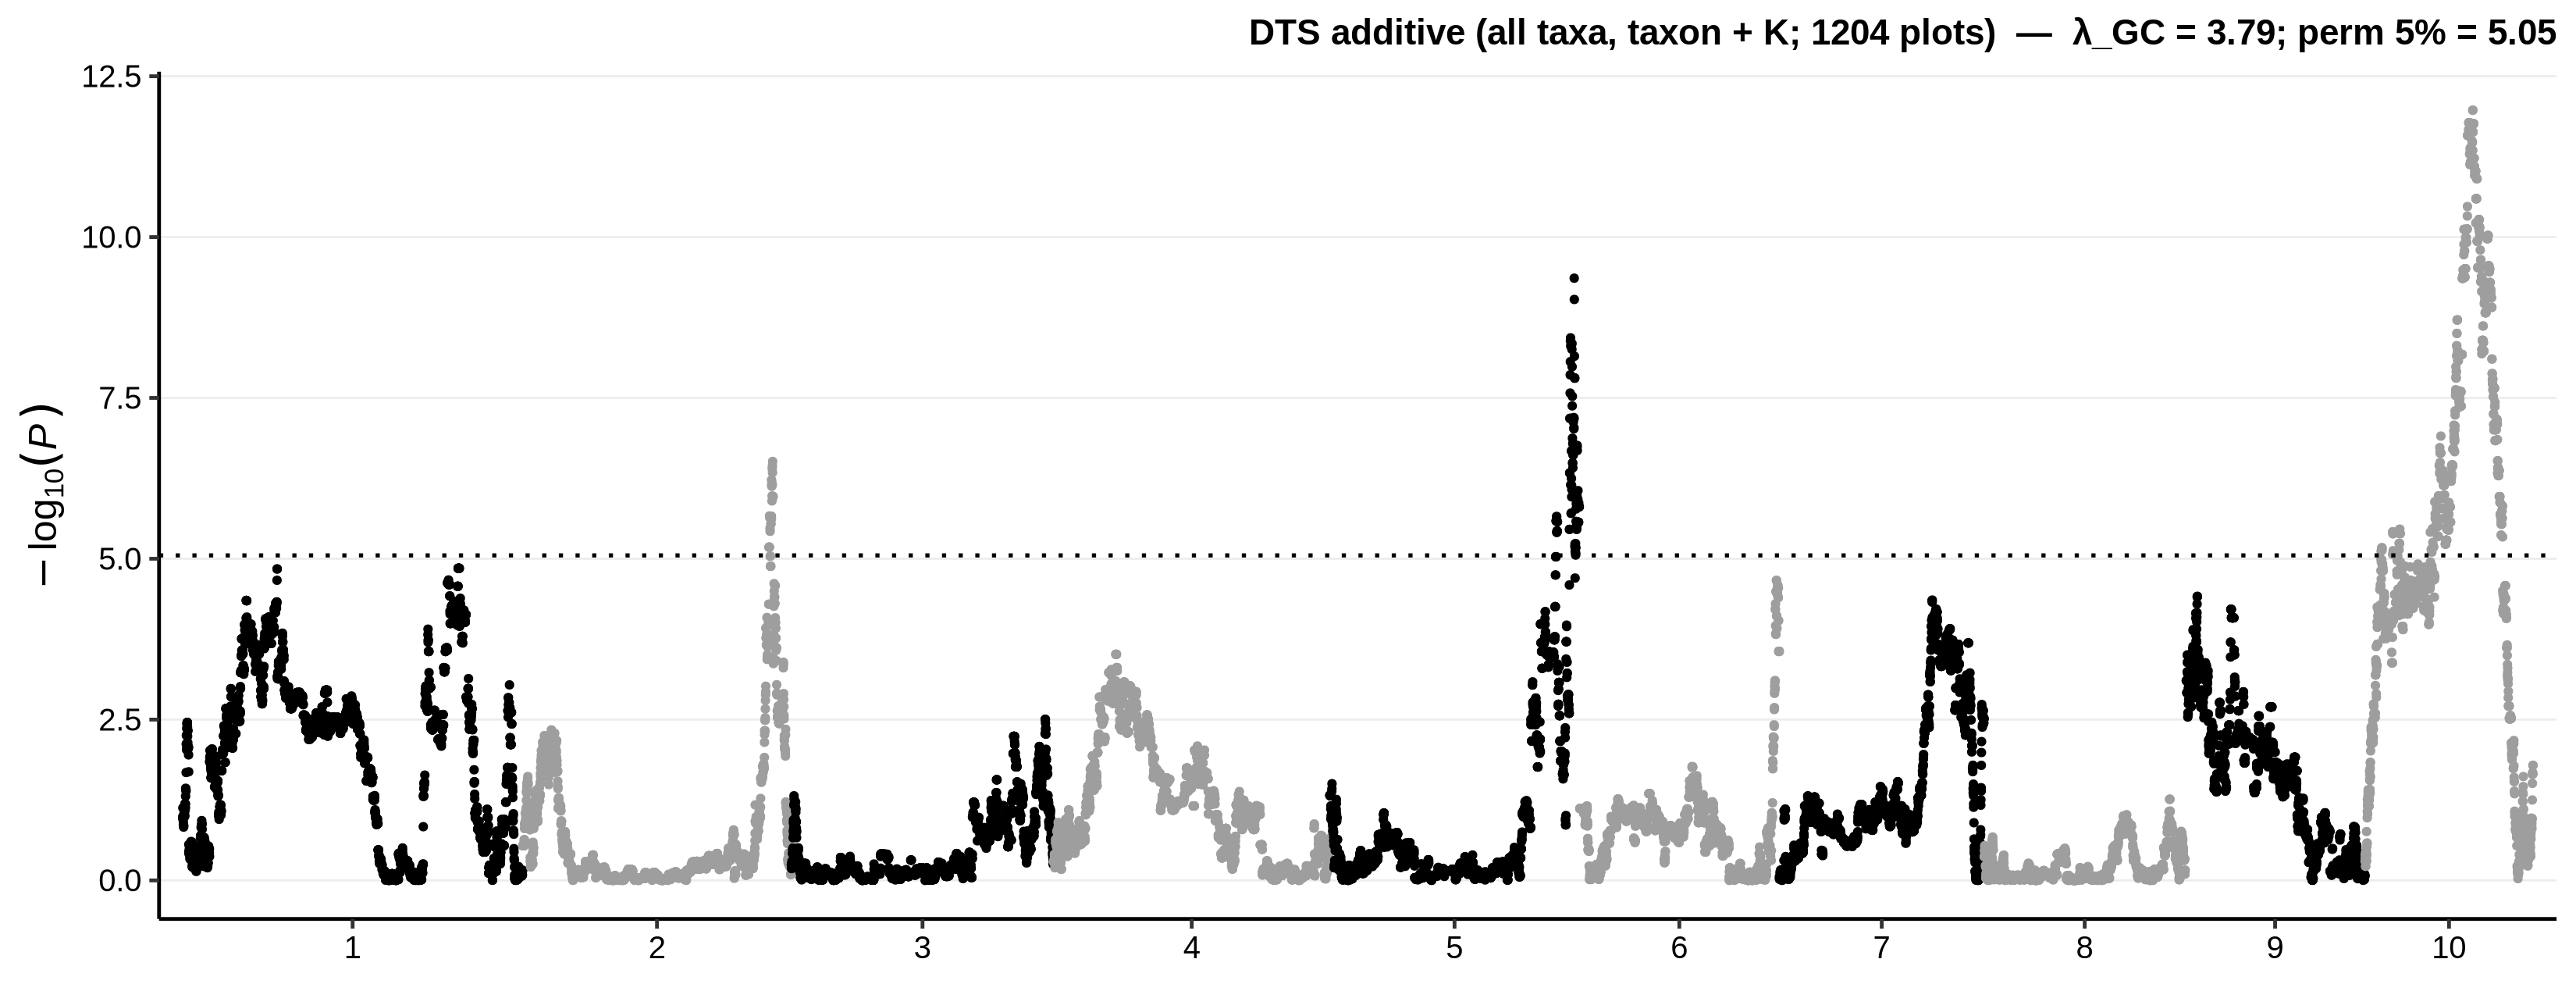 DTS additive (all taxa, taxon + K; 1204 plots) — λ_GC = 3.79; perm 5% = 5.05
12.5
10.0
7.5
5.0
2.5
0.0
− log10(P)
1 2 3 4 5 6 7 8 9 10